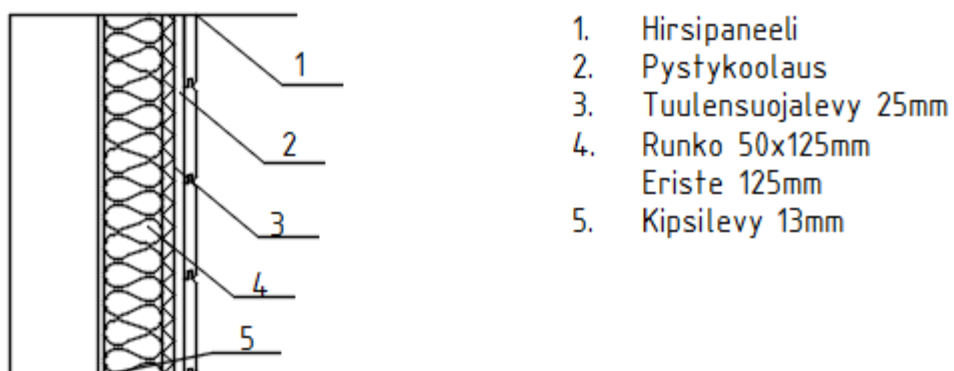 1
2
3
4
5
1. Hirsipaneeli
2. Pystykoolaus
3. Tuulensuojalevy 25mm
4. Runko 50x125mm
Eriste 125mm
5. Kipsilevy 13mm